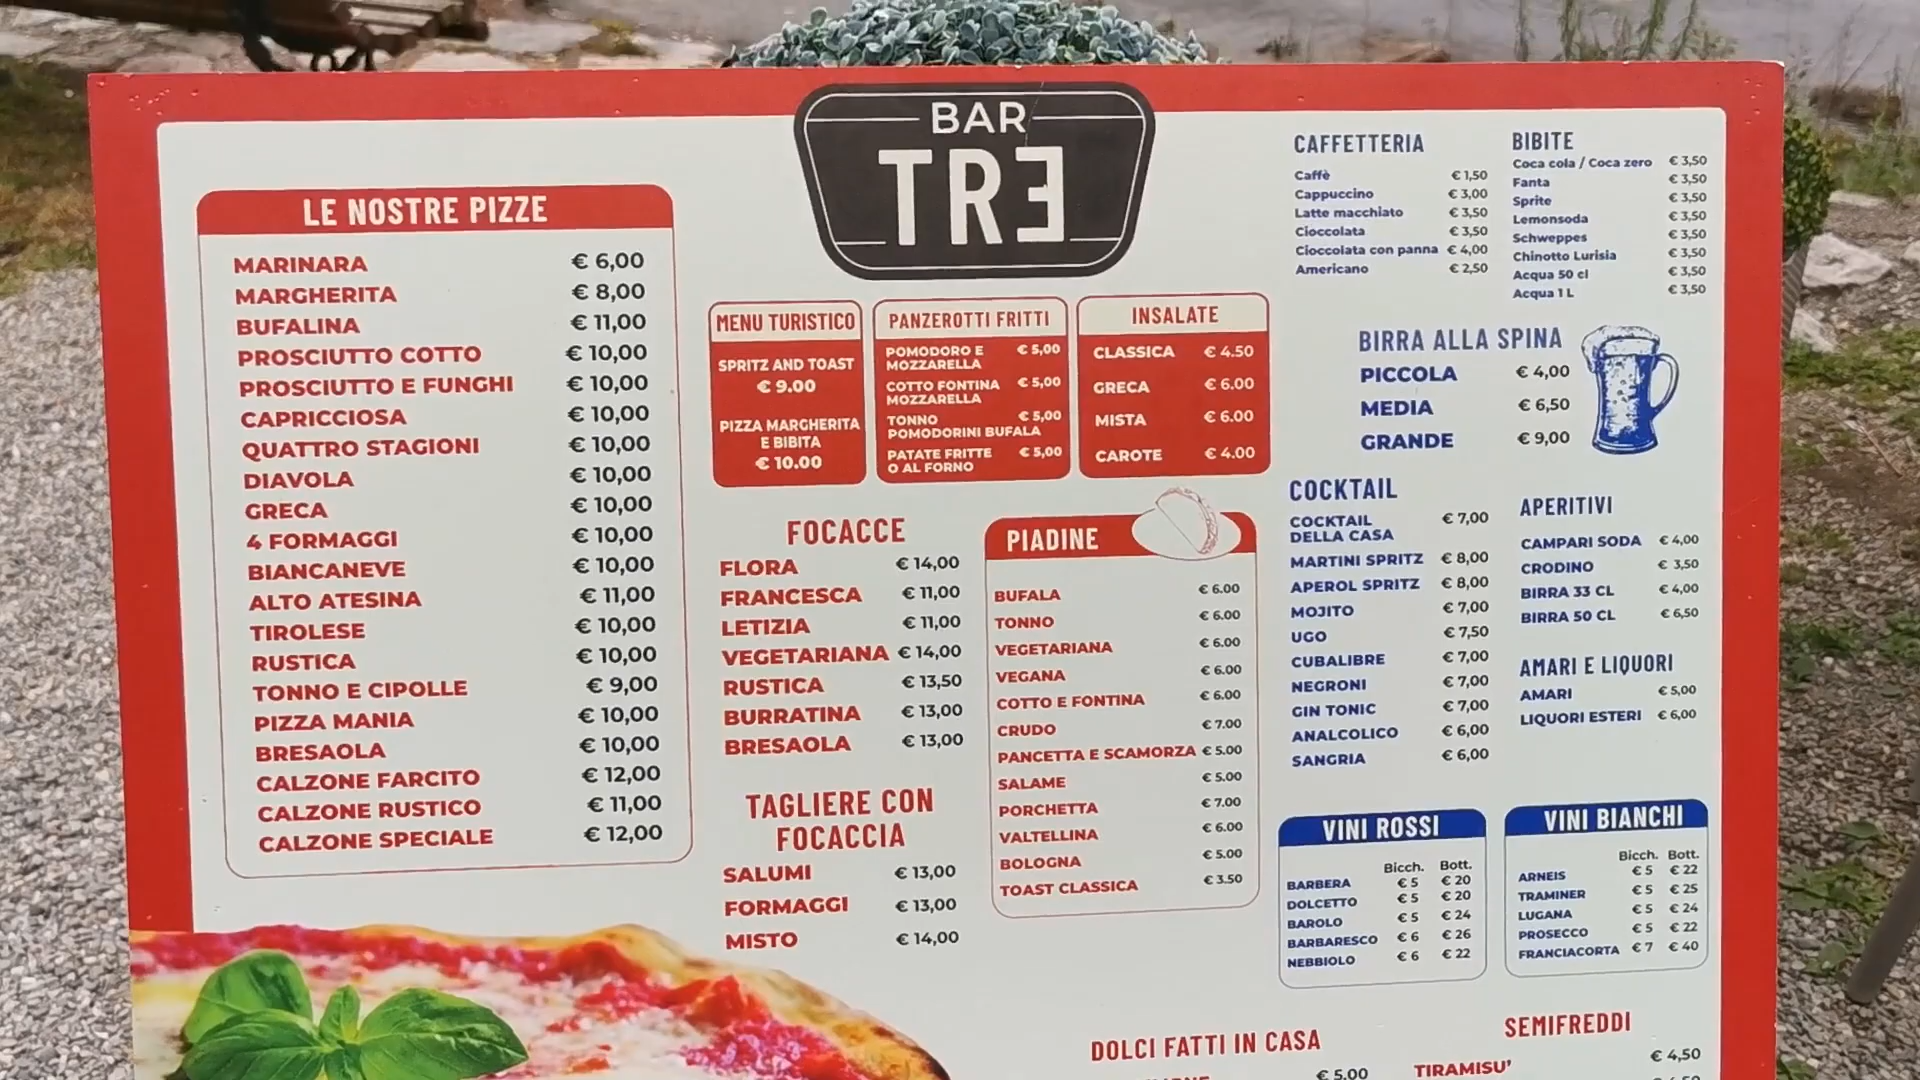 BAR
TRE
LE NOSTRE PIZZE
MARINARA € 6,00
MARGHERITA € 8,00
BUFALINA € 11,00
PROSCIUTTO COTTO € 10,00
PROSCIUTTO E FUNGHI € 10,00
CAPRICCIOSA € 10,00
QUATTRO STAGIONI € 10,00
DIAVOLA € 10,00
GRECA € 10,00
4 FORMAGGI € 10,00
BIANCANEVE € 10,00
ALTO ATESINA € 11,00
TIROLESE € 10,00
RUSTICA € 10,00
TONNO E CIPOLLE € 9,00
PIZZA MANIA € 10,00
BRESAOLA € 10,00
CALZONE FARCITO € 12,00
CALZONE RUSTICO € 11,00
CALZONE SPECIALE € 12,00
MENU TURISTICO
SPRITZ AND TOAST
€ 9.00
PIZZA MARGHERITA
E BIBITA
€ 10.00
PANZEROTTI FRITTI
POMODORO E € 5,00
MOZZARELLA
COTTO FONTINA € 5,00
MOZZARELLA
TONNO € 5,00
POMODORINI BUFALA
PATATE FRITTE € 5,00
O AL FORNO
INSALATE
CLASSICA € 4.50
GRECA € 6.00
MISTA € 6.00
CAROTE € 4.00
FOCACCE
FLORA € 14,00
FRANCESCA € 11,00
LETIZIA € 11,00
VEGETARIANA € 14,00
RUSTICA € 13,50
BURRATINA € 13,00
BRESAOLA € 13,00
TAGLIERE CON
FOCACCIA
SALUMI € 13,00
FORMAGGI € 13,00
MISTO € 14,00
PIADINE
BUFALA € 6.00
TONNO € 6.00
VEGETARIANA € 6.00
VEGANA € 6.00
COTTO E FONTINA € 6.00
CRUDO € 7.00
PANCETTA E SCAMORZA € 5.00
SALAME € 5.00
PORCHETTA € 7.00
VALTELLINA € 6.00
BOLOGNA € 5.00
TOAST CLASSICA € 3.50
CAFFETTERIA
Caffè € 1,50
Cappuccino € 3,00
Latte macchiato € 3,50
Cioccolata € 3,50
Cioccolata con panna € 4,00
Americano € 2,50
BIBITE
Coca cola / Coca zero € 3,50
Fanta € 3,50
Sprite € 3,50
Lemonsoda € 3,50
Schweppes € 3,50
Chinotto Lurisia € 3,50
Acqua 50 cl € 3,50
Acqua 1 L € 3,50
BIRRA ALLA SPINA
PICCOLA € 4,00
MEDIA € 6,50
GRANDE € 9,00
COCKTAIL
COCKTAIL € 7,00
DELLA CASA
MARTINI SPRITZ € 8,00
APEROL SPRITZ € 8,00
MOJITO € 7,00
UGO € 7,50
CUBALIBRE € 7,00
NEGRONI € 7,00
GIN TONIC € 7,00
ANALCOLICO € 6,00
SANGRIA € 6,00
APERITIVI
CAMPARI SODA € 4,00
CRODINO € 3,50
BIRRA 33 CL € 4,00
BIRRA 50 CL € 6,50
AMARI E LIQUORI
AMARI € 5,00
LIQUORI ESTERI € 6,00
VINI ROSSI
Bicch. Bott.
BARBERA € 5 € 20
DOLCETTO € 5 € 20
BAROLO € 5 € 24
BARBARESCO € 6 € 26
NEBBIOLO € 6 € 22
VINI BIANCHI
Bicch. Bott.
ARNEIS € 5 € 22
TRAMINER € 5 € 25
LUGANA € 5 € 24
PROSECCO € 5 € 22
FRANCIACORTA € 7 € 40
DOLCI FATTI IN CASA
€ 5,00
SEMIFREDDI
TIRAMISU' € 4,50